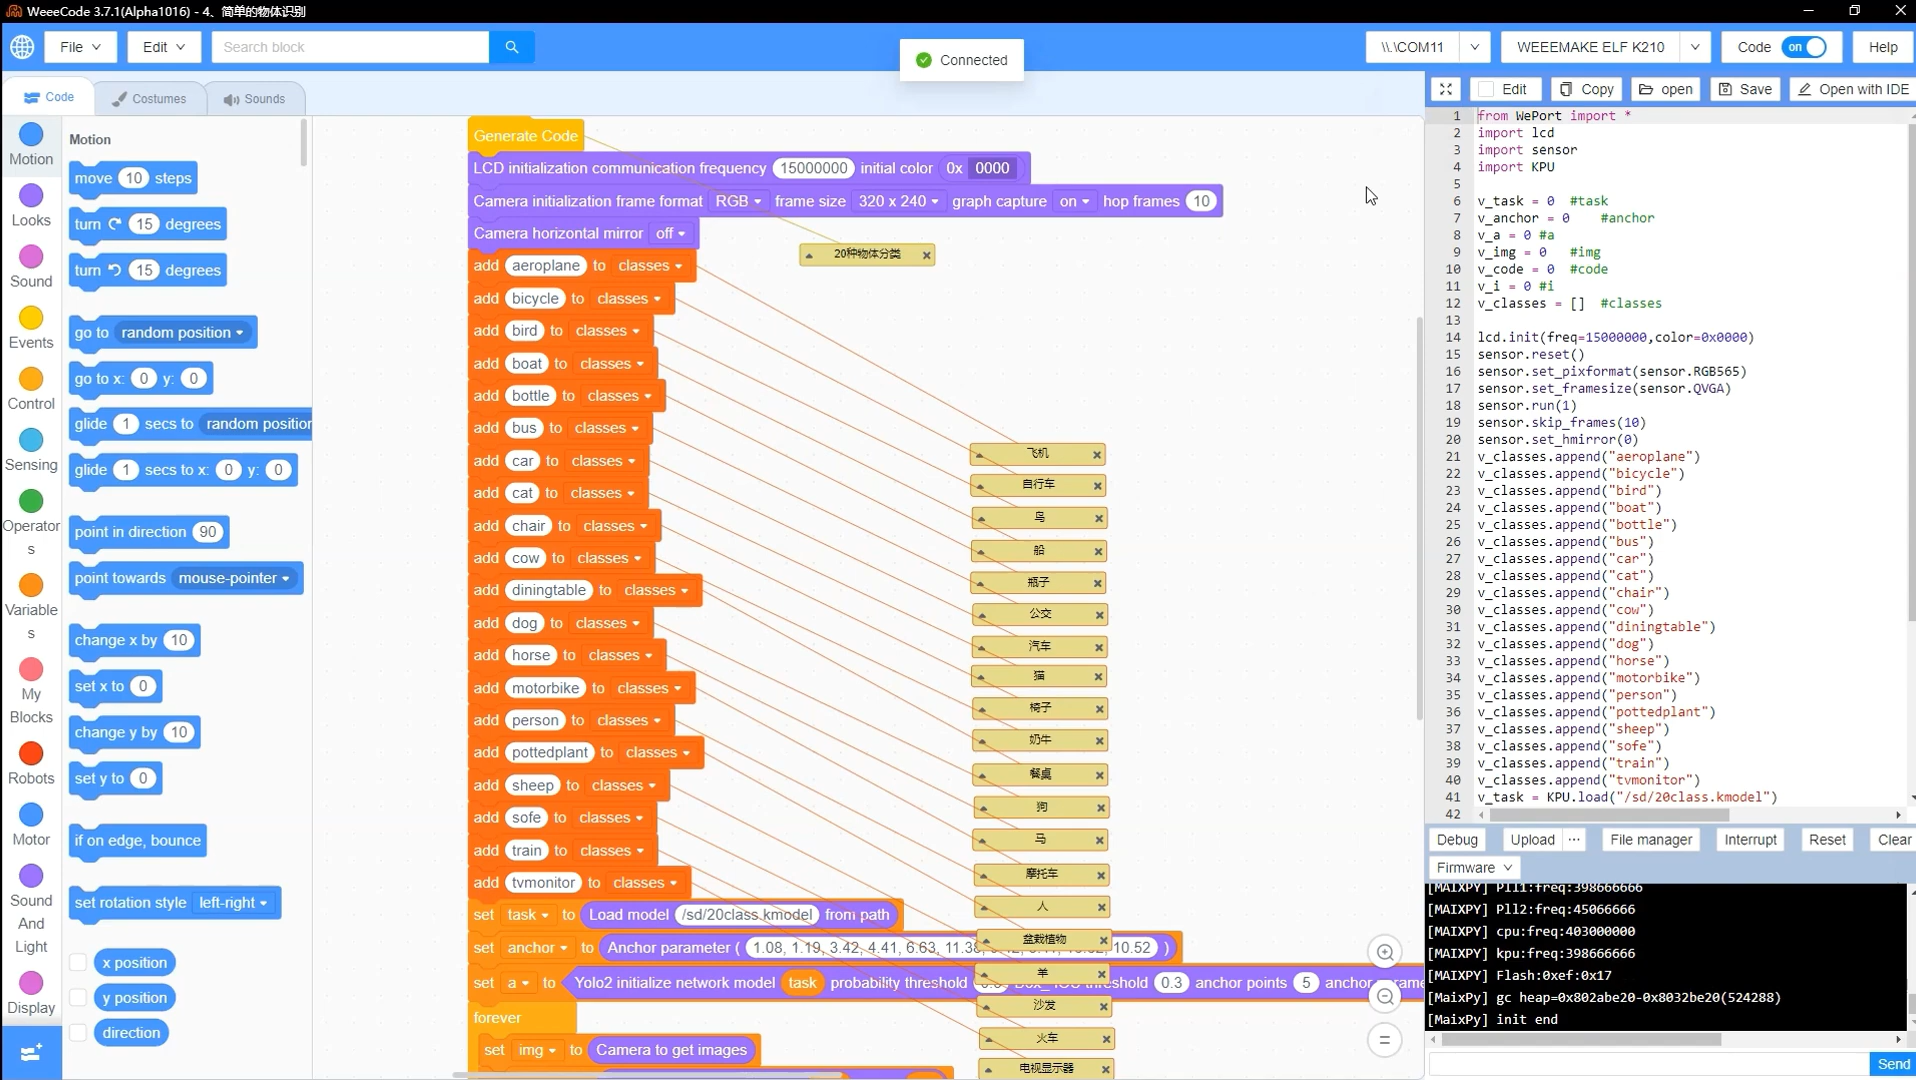 WeeeCode 3.7.1(Alpha1016) - 4、简单的物体识别
File
Edit
Search block
Connected
\\.\COM11
WEEEMAKE ELF K210
Code
on
Help
Code
Costumes
Sounds
Motion
Looks
Sound
Events
Control
Sensing
Operator
s
Variable
s
My
Blocks
Robots
Motor
Sound
And
Light
Display
Motion
move 10 steps
turn 15 degrees
turn 15 degrees
go to random position
go to x: 0 y: 0
glide 1 secs to random position
glide 1 secs to x: 0 y: 0
point in direction 90
point towards mouse-pointer
change x by 10
set x to 0
change y by 10
set y to 0
if on edge, bounce
set rotation style left-right
x position
y position
direction
Generate Code
LCD initialization communication frequency 15000000 initial color 0x 0000
Camera initialization frame format RGB frame size 320 x 240 graph capture on hop frames 10
Camera horizontal mirror off
add aeroplane to classes
add bicycle to classes
add bird to classes
add boat to classes
add bottle to classes
add bus to classes
add car to classes
add cat to classes
add chair to classes
add cow to classes
add diningtable to classes
add dog to classes
add horse to classes
add motorbike to classes
add person to classes
add pottedplant to classes
add sheep to classes
add sofe to classes
add train to classes
add tvmonitor to classes
set task to Load model /sd/20class.kmodel from path
set anchor to Anchor parameter ( 1.08, 1.19, 3.42, 4.41, 6.63, 11.38 10.52 )
set a to Yolo2 initialize network model task probability threshold threshold 0.3 anchor points 5 anchor
forever
set img to Camera to get images
20种物体分类
飞机
自行车
鸟
船
瓶子
公交
汽车
猫
椅子
奶牛
餐桌
狗
马
摩托车
人
盆栽植物
羊
沙发
火车
电视显示器
Edit
Copy
open
Save
Open with IDE
1 from WePort import *
2 import lcd
3 import sensor
4 import KPU
5
6 v_task = 0 #task
7 v_anchor = 0 #anchor
8 v_a = 0 #a
9 v_img = 0 #img
10 v_code = 0 #code
11 v_i = 0 #i
12 v_classes = [] #classes
13
14 lcd.init(freq=15000000,color=0x0000)
15 sensor.reset()
16 sensor.set_pixformat(sensor.RGB565)
17 sensor.set_framesize(sensor.QVGA)
18 sensor.run(1)
19 sensor.skip_frames(10)
20 sensor.set_hmirror(0)
21 v_classes.append("aeroplane")
22 v_classes.append("bicycle")
23 v_classes.append("bird")
24 v_classes.append("boat")
25 v_classes.append("bottle")
26 v_classes.append("bus")
27 v_classes.append("car")
28 v_classes.append("cat")
29 v_classes.append("chair")
30 v_classes.append("cow")
31 v_classes.append("diningtable")
32 v_classes.append("dog")
33 v_classes.append("horse")
34 v_classes.append("motorbike")
35 v_classes.append("person")
36 v_classes.append("pottedplant")
37 v_classes.append("sheep")
38 v_classes.append("sofe")
39 v_classes.append("train")
40 v_classes.append("tvmonitor")
41 v_task = KPU.load("/sd/20class.kmodel")
42
Debug
Upload
File manager
Interrupt
Reset
Clear
Firmware
[MAIXPY] Pll1:freq:398666666
[MAIXPY] Pll2:freq:45066666
[MAIXPY] cpu:freq:403000000
[MAIXPY] kpu:freq:398666666
[MAIXPY] Flash:0xef:0x17
[MaixPy] gc heap=0x802abe20-0x8032be20(524288)
[MaixPy] init end
Send